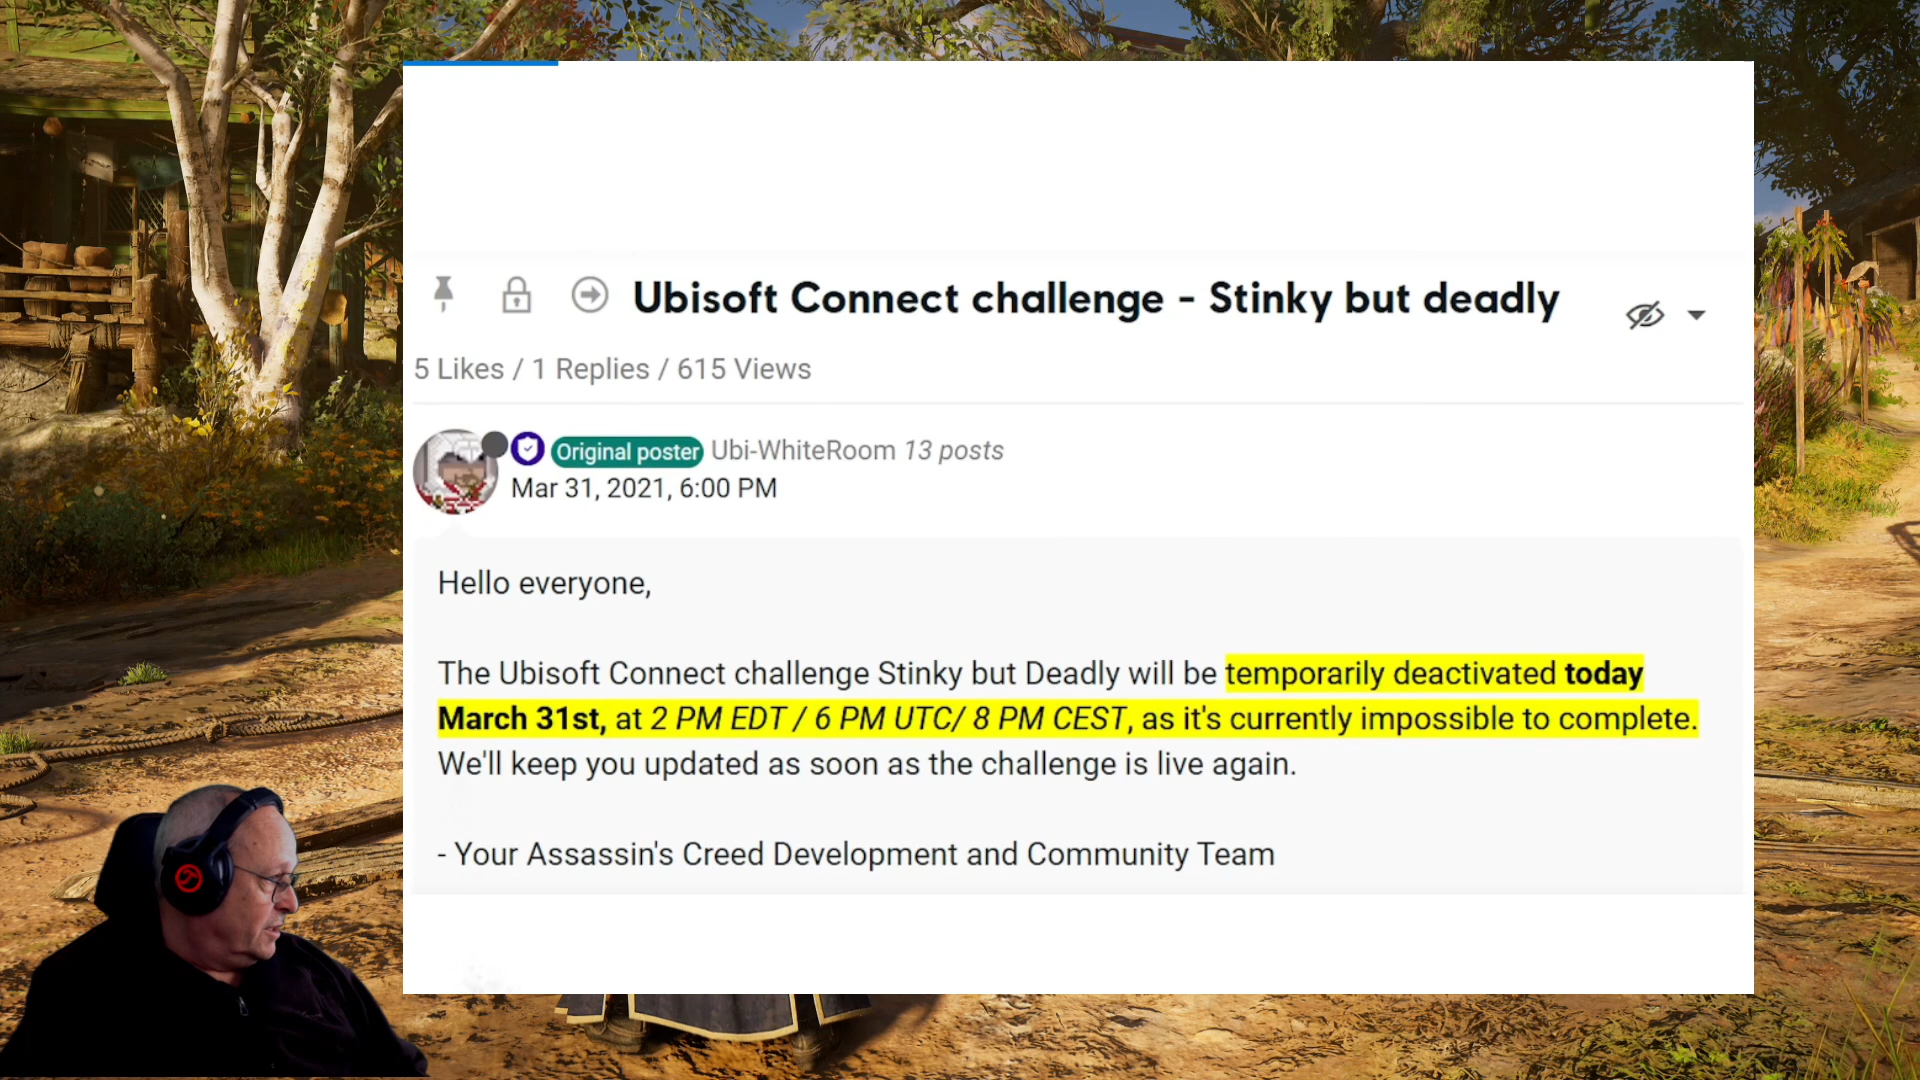 Ubisoft Connect challenge - Stinky but deadly
5 Likes / 1 Replies / 615 Views
Original poster Ubi-WhiteRoom 13 posts
Mar 31, 2021, 6:00 PM
Hello everyone,
The Ubisoft Connect challenge Stinky but Deadly will be temporarily deactivated today
March 31st, at 2 PM EDT / 6 PM UTC/ 8 PM CEST, as it's currently impossible to complete.
We'll keep you updated as soon as the challenge is live again.
- Your Assassin's Creed Development and Community Team